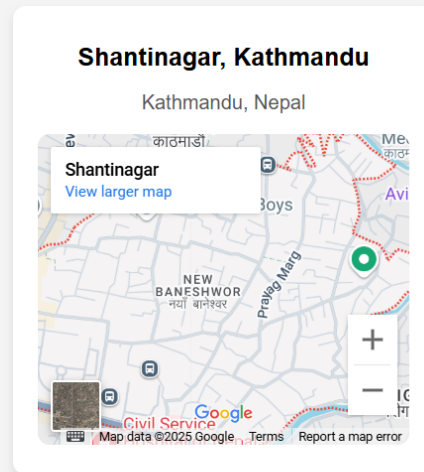 Shantinagar, Kathmandu
Kathmandu, Nepal
काठमाडौं
Shantinagar
View larger map
Boys
Avi
Prayag Marg
NEW
BANESHWOR
नयाँ बानेश्वर
Google
Civil Service
Map data ©2025 Google
Terms
Report a map error